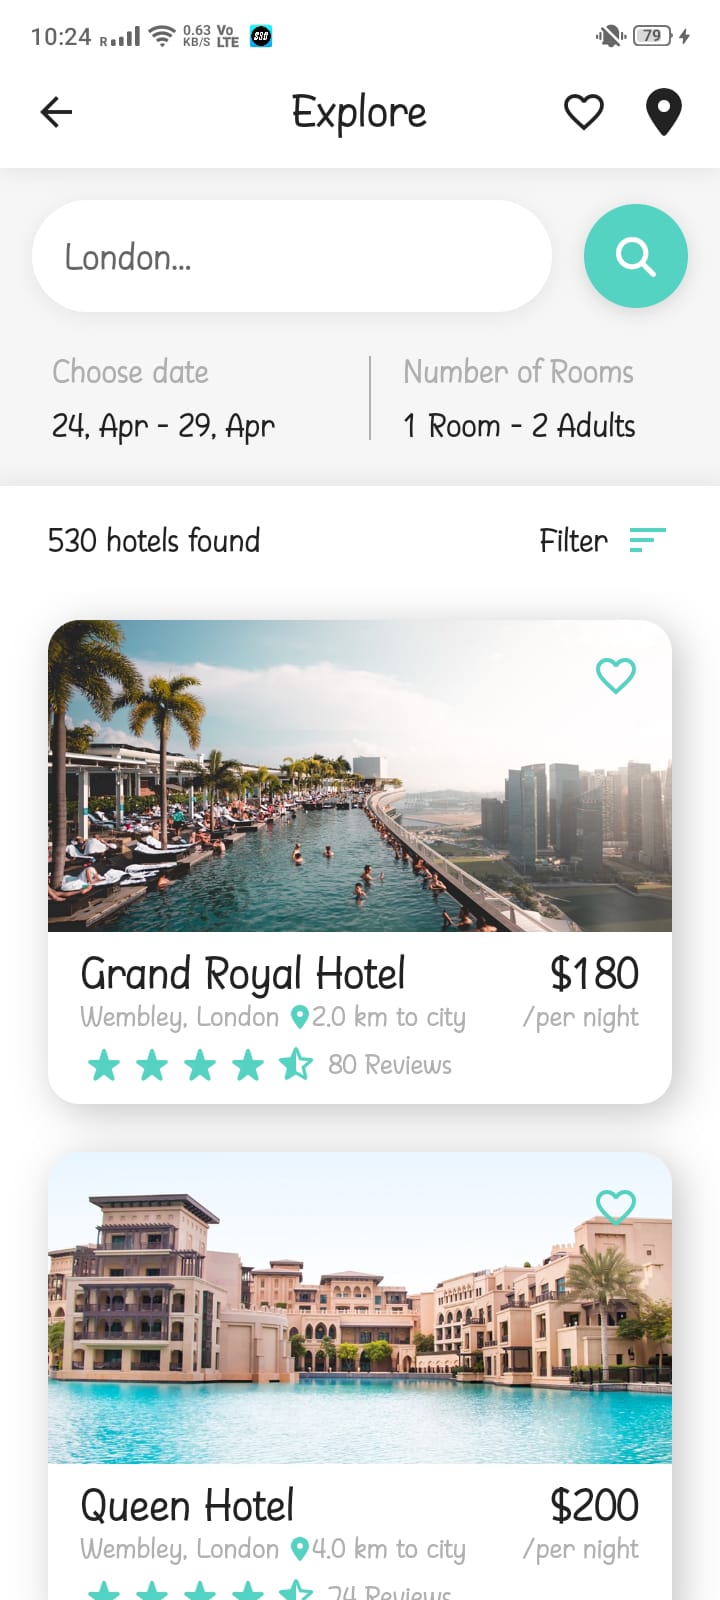 10:24 R 0.63 KB/S Vo LTE 79
Explore
London...
Choose date Number of Rooms
24, Apr - 29, Apr 1 Room - 2 Adults
530 hotels found Filter
Grand Royal Hotel $180
Wembley, London 2.0 km to city /per night
80 Reviews
Queen Hotel $200
Wembley, London 4.0 km to city /per night
74 Reviews